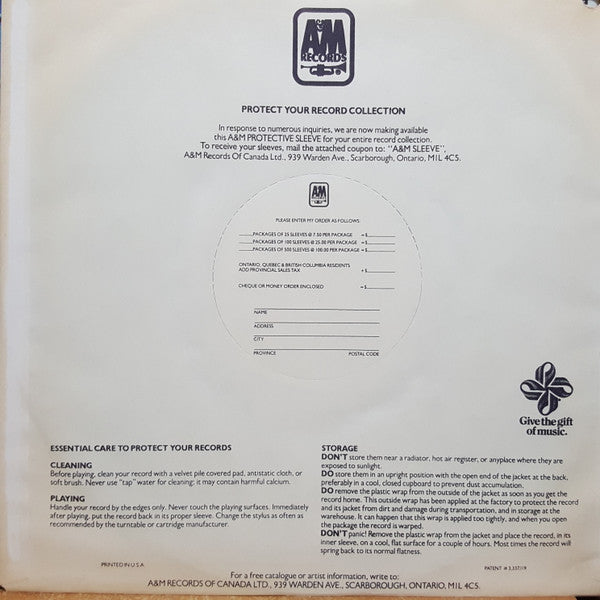 A&M
RECORDS
PROTECT YOUR RECORD COLLECTION
In response to numerous inquiries, we are now making available
this A&M PROTECTIVE SLEEVE for your entire record collection.
To receive your sleeves, mail the attached coupon to: "A&M SLEEVE",
A&M Records Of Canada Ltd., 939 Warden Ave., Scarborough, Ontario, M1L 4C5.
A&M
RECORDS
PLEASE ENTER MY ORDER AS FOLLOWS:
PACKAGES OF 25 SLEEVES @ 7.50 PER PACKAGE = $
PACKAGES OF 100 SLEEVES @ 25.00 PER PACKAGE = $
PACKAGES OF 500 SLEEVES @ 100.00 PER PACKAGE = $
ONTARIO, QUEBEC & BRITISH COLUMBIA RESIDENTS
ADD PROVINCIAL SALES TAX + $
CHEQUE OR MONEY ORDER ENCLOSED = $
NAME
ADDRESS
CITY
PROVINCE POSTAL CODE
Give the gift
of music.
ESSENTIAL CARE TO PROTECT YOUR RECORDS
CLEANING
Before playing, clean your record with a velvet pile covered pad, antistatic cloth, or
soft brush. Never use "tap" water for cleaning; it may contain harmful calcium.
PLAYING
Handle your record by the edges only. Never touch the playing surfaces. Immediately
after playing, put the record back in its proper sleeve. Change the stylus as often as
recommended by the turntable or cartridge manufacturer.
STORAGE
DON'T store them near a radiator, hot air register, or anyplace where they are
exposed to sunlight.
DO store them in an upright position with the open end of the jacket at the back,
preferably in a cool, closed cupboard to prevent dust accumulation.
DO remove the plastic wrap from the outside of the jacket as soon as you get the
record home. This outside wrap has been applied at the factory to protect the record
and its jacket from dirt and damage during transportation, and in storage at the
warehouse. It can happen that this wrap is applied too tightly, and when you open
the package the record is warped.
DON'T panic! Remove the plastic wrap from the jacket and place the record, in its
inner sleeve, on a cool, flat surface for a couple of hours. Most times the record will
spring back to its normal flatness.
PRINTED IN U.S.A.
PATENT # 3,337,119
For a free catalogue or artist information, write to:
A&M RECORDS OF CANADA LTD., 939 WARDEN AVE., SCARBOROUGH, ONTARIO, M1L 4C5.